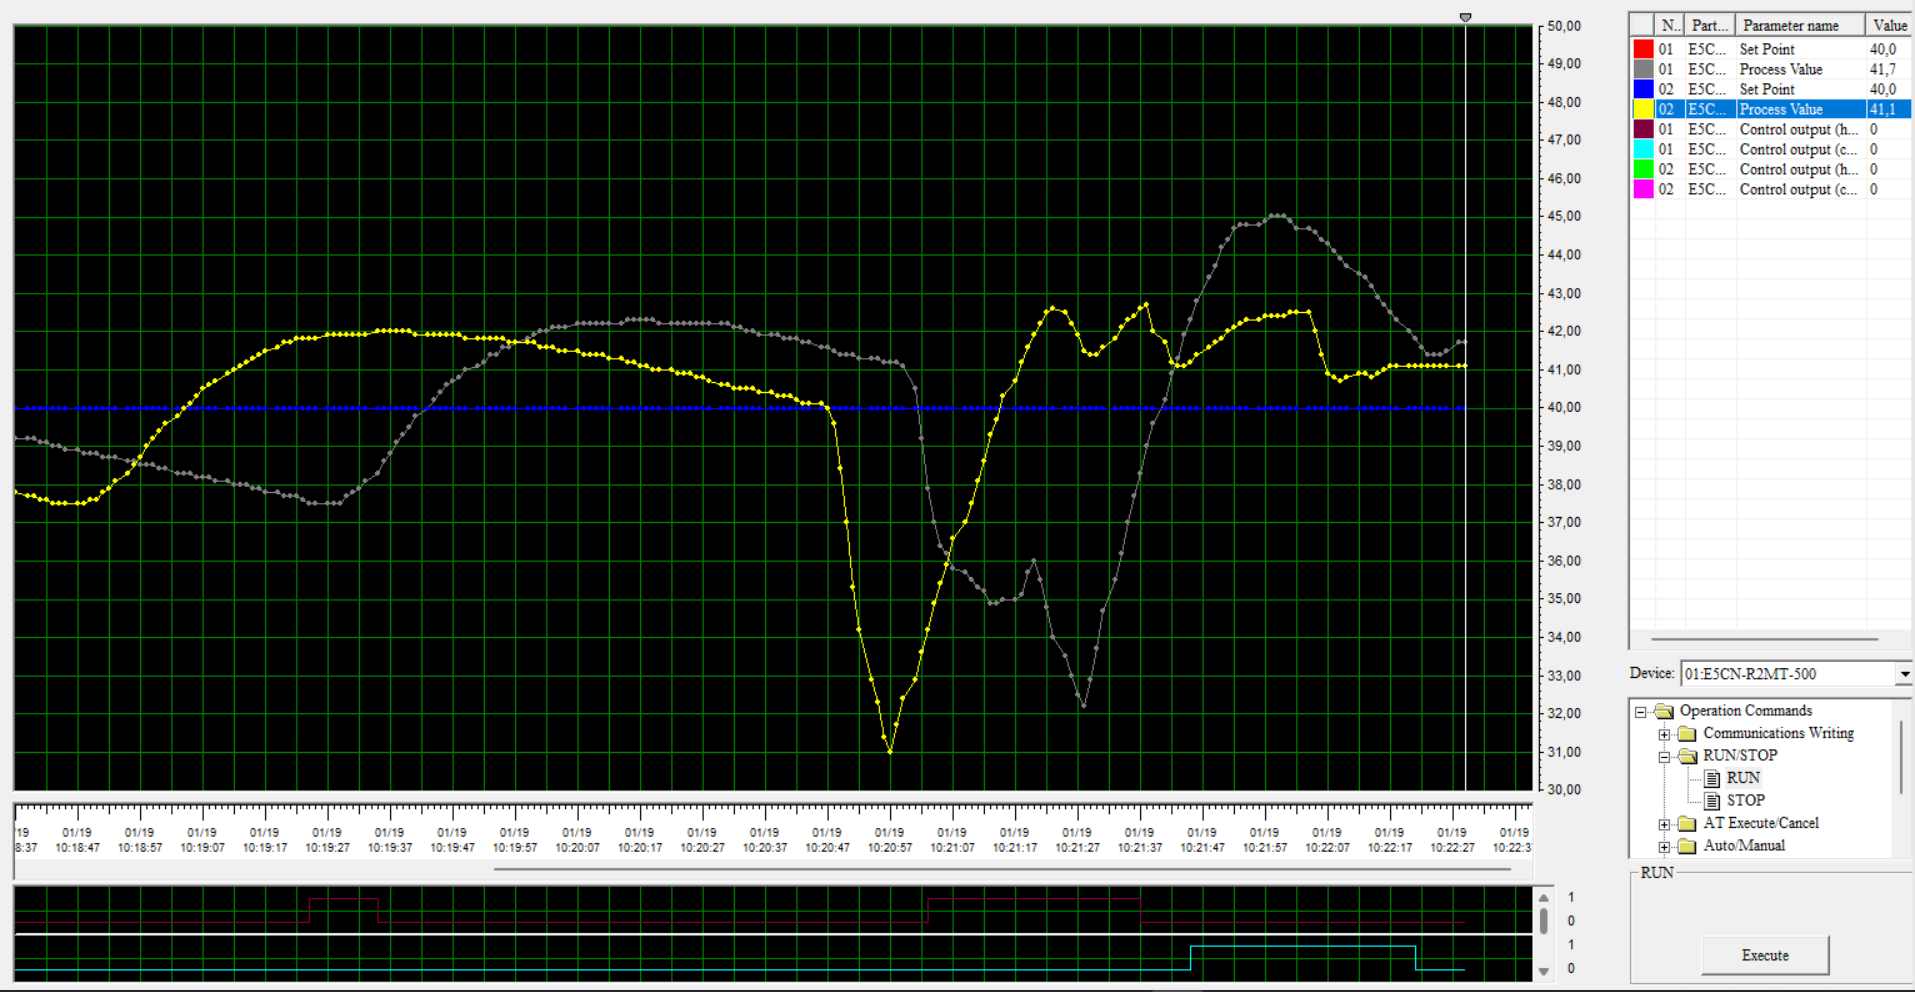 50,00
49,00
48,00
47,00
46,00
45,00
44,00
43,00
42,00
41,00
40,00
39,00
38,00
37,00
36,00
35,00
34,00
33,00
32,00
31,00
30,00
'19 01/19 01/19 01/19 01/19 01/19 01/19 01/19 01/19 01/19 01/19 01/19 01/19 01/19 01/19 01/19 01/19 01/19 01/19 01/19 01/19 01/19 01/19 01/19 01/19
8:37 10:18:47 10:18:57 10:19:07 10:19:17 10:19:27 10:19:37 10:19:47 10:19:57 10:20:07 10:20:17 10:20:27 10:20:37 10:20:47 10:20:57 10:21:07 10:21:17 10:21:27 10:21:37 10:21:47 10:21:57 10:22:07 10:22:17 10:22:27 10:22:3
1
0
1
0
N.. Part... Parameter name Value
01 E5C... Set Point 40,0
01 E5C... Process Value 41,7
02 E5C... Set Point 40,0
02 E5C... Process Value 41,1
01 E5C... Control output (h... 0
01 E5C... Control output (c... 0
02 E5C... Control output (h... 0
02 E5C... Control output (c... 0
Device: 01:E5CN-R2MT-500
Operation Commands
Communications Writing
RUN/STOP
RUN
STOP
AT Execute/Cancel
Auto/Manual
RUN
Execute